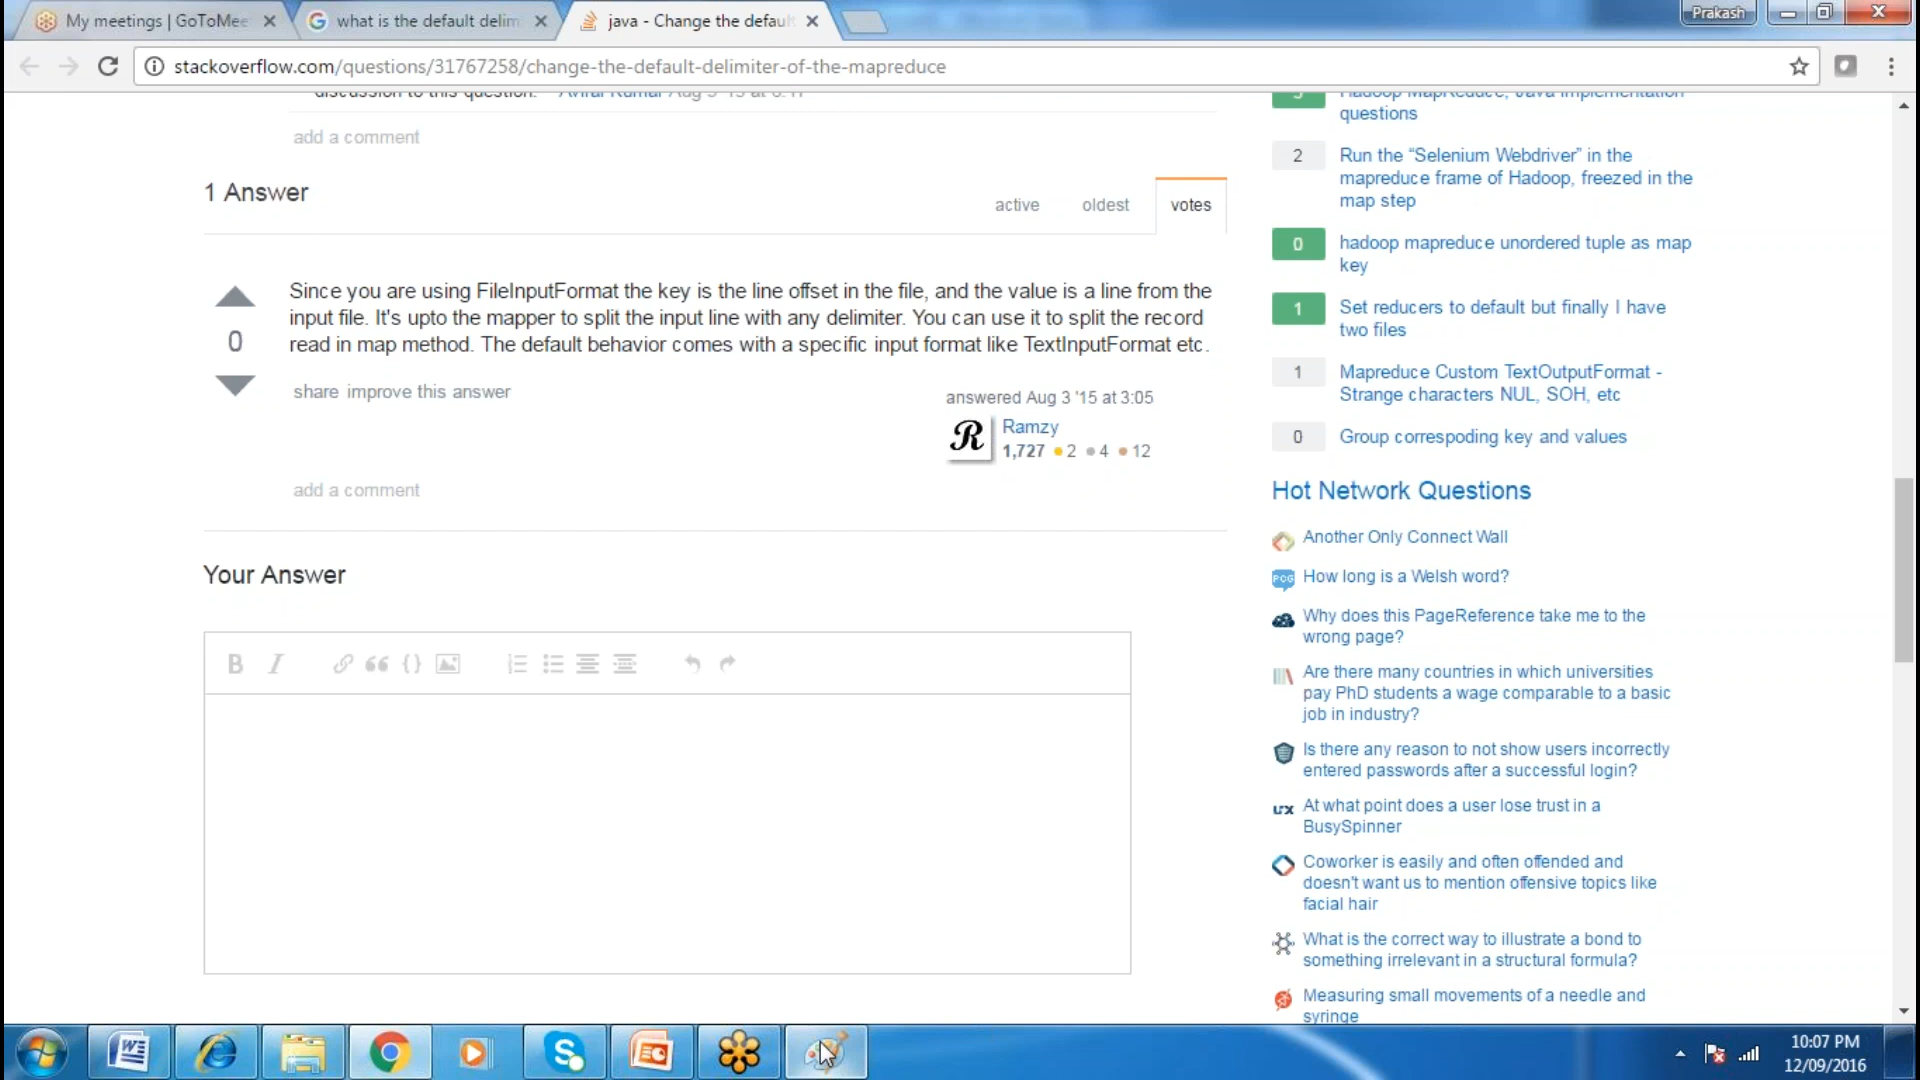 My meetings | GoToMee
what is the default delim
java - Change the defaul
Prakash
stackoverflow.com/questions/31767258/change-the-default-delimiter-of-the-mapreduce
discussion to this question.
add a comment
1 Answer
active
oldest
votes
0
Since you are using FileInputFormat the key is the line offset in the file, and the value is a line from the
input file. It's upto the mapper to split the input line with any delimiter. You can use it to split the record
read in map method. The default behavior comes with a specific input format like TextInputFormat etc.
share improve this answer
answered Aug 3 '15 at 3:05
R
Ramzy
1,727 2 4 12
add a comment
Your Answer
B I
Hadoop MapReduce, Java implementation
questions
2
Run the “Selenium Webdriver” in the
mapreduce frame of Hadoop, freezed in the
map step
0
hadoop mapreduce unordered tuple as map
key
1
Set reducers to default but finally I have
two files
1
Mapreduce Custom TextOutputFormat -
Strange characters NUL, SOH, etc
0
Group correspoding key and values
Hot Network Questions
Another Only Connect Wall
PCG
How long is a Welsh word?
Why does this PageReference take me to the
wrong page?
Are there many countries in which universities
pay PhD students a wage comparable to a basic
job in industry?
Is there any reason to not show users incorrectly
entered passwords after a successful login?
UX
At what point does a user lose trust in a
BusySpinner
Coworker is easily and often offended and
doesn't want us to mention offensive topics like
facial hair
What is the correct way to illustrate a bond to
something irrelevant in a structural formula?
Measuring small movements of a needle and
syringe
10:07 PM
12/09/2016